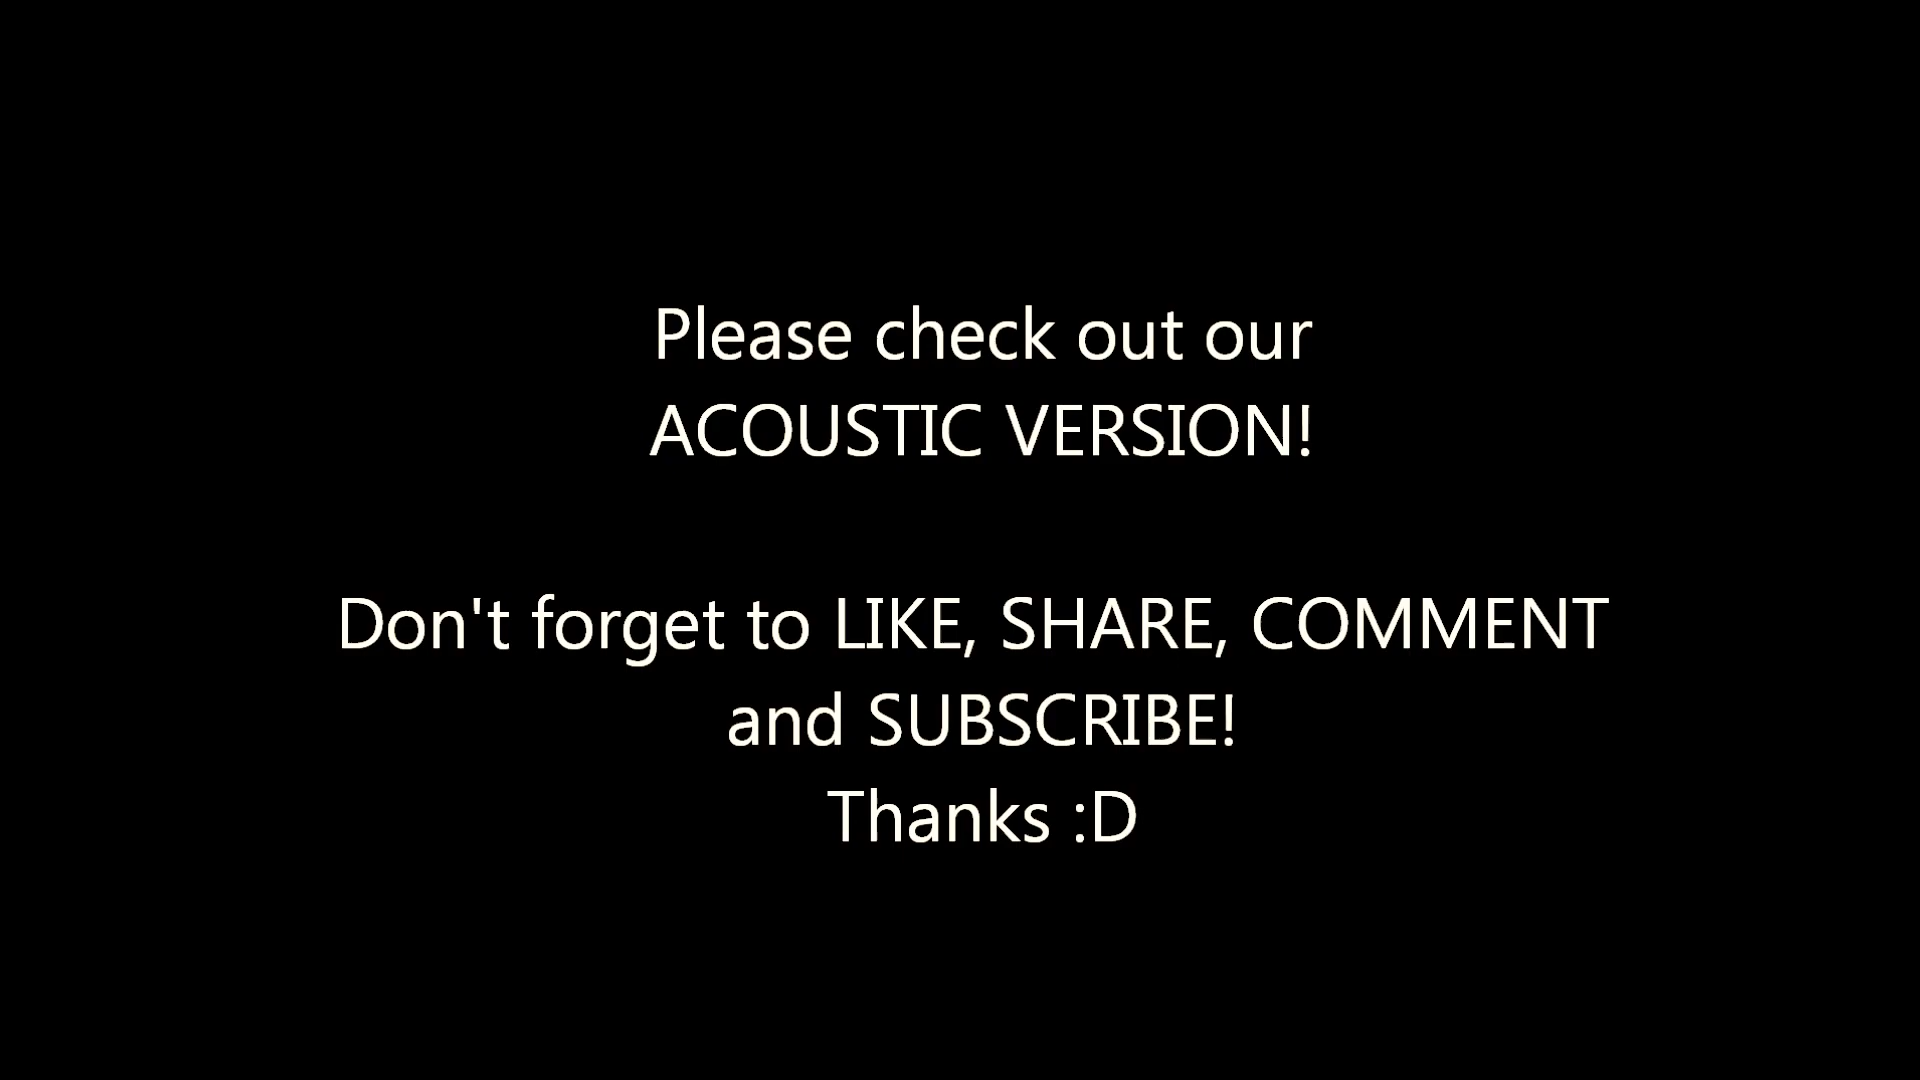 Please check out our
ACOUSTIC VERSION!
Don't forget to LIKE, SHARE, COMMENT
and SUBSCRIBE!
Thanks :D